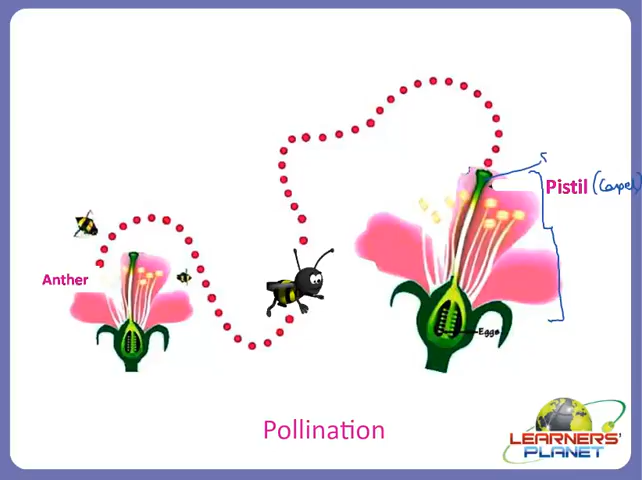 Pistil (Carpel)
Anther
Eggs
Pollination
LEARNERS'
PLANET